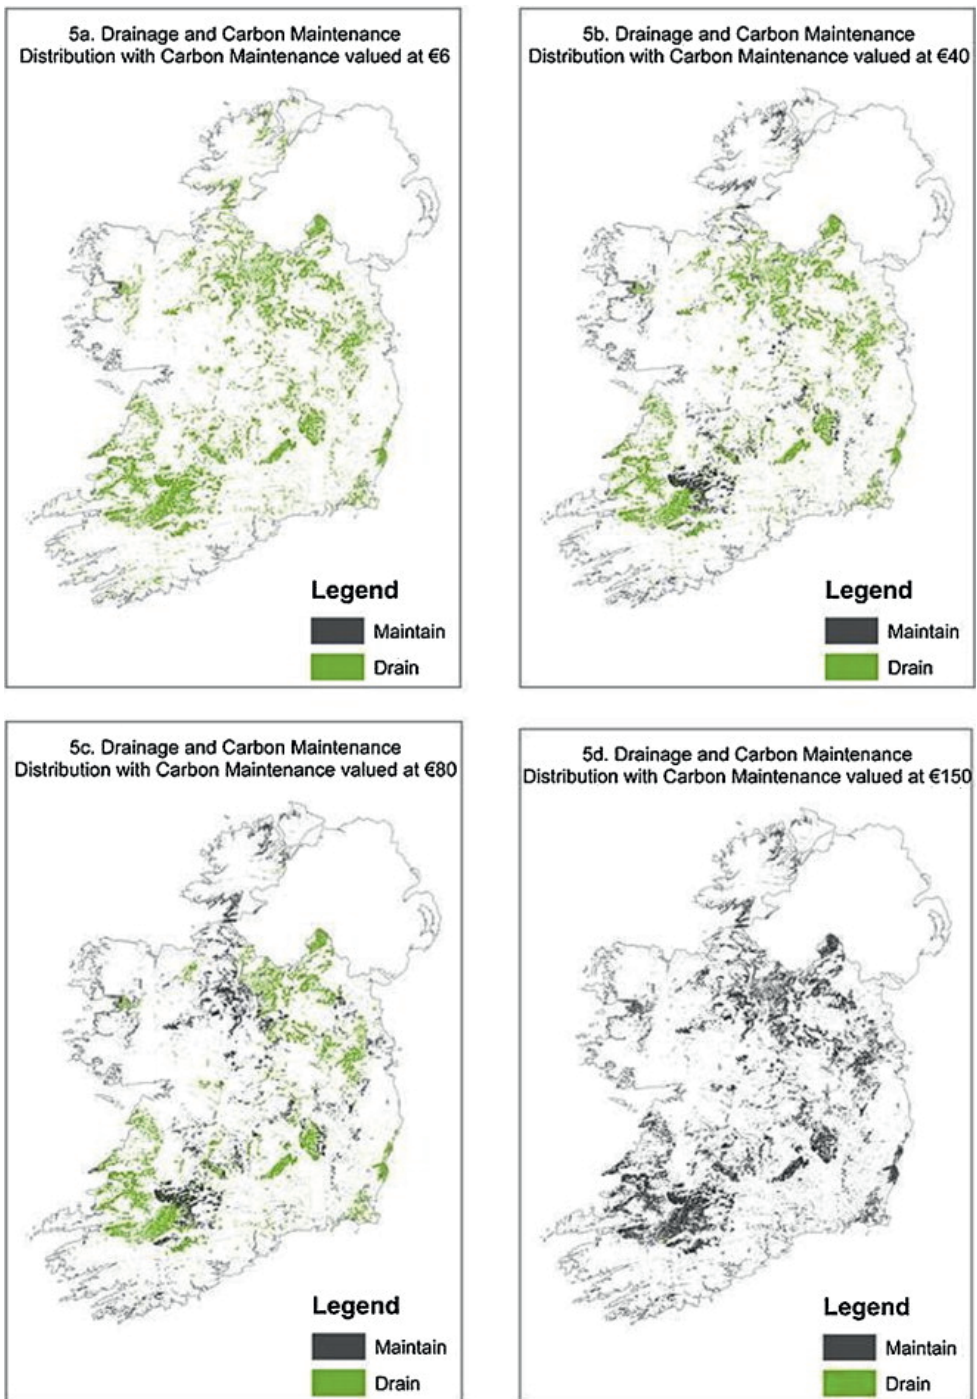 5a. Drainage and Carbon Maintenance
Distribution with Carbon Maintenance valued at €6
Legend
Maintain
Drain
5b. Drainage and Carbon Maintenance
Distribution with Carbon Maintenance valued at €40
Legend
Maintain
Drain
5c. Drainage and Carbon Maintenance
Distribution with Carbon Maintenance valued at €80
Legend
Maintain
Drain
5d. Drainage and Carbon Maintenance
Distribution with Carbon Maintenance valued at €150
Legend
Maintain
Drain